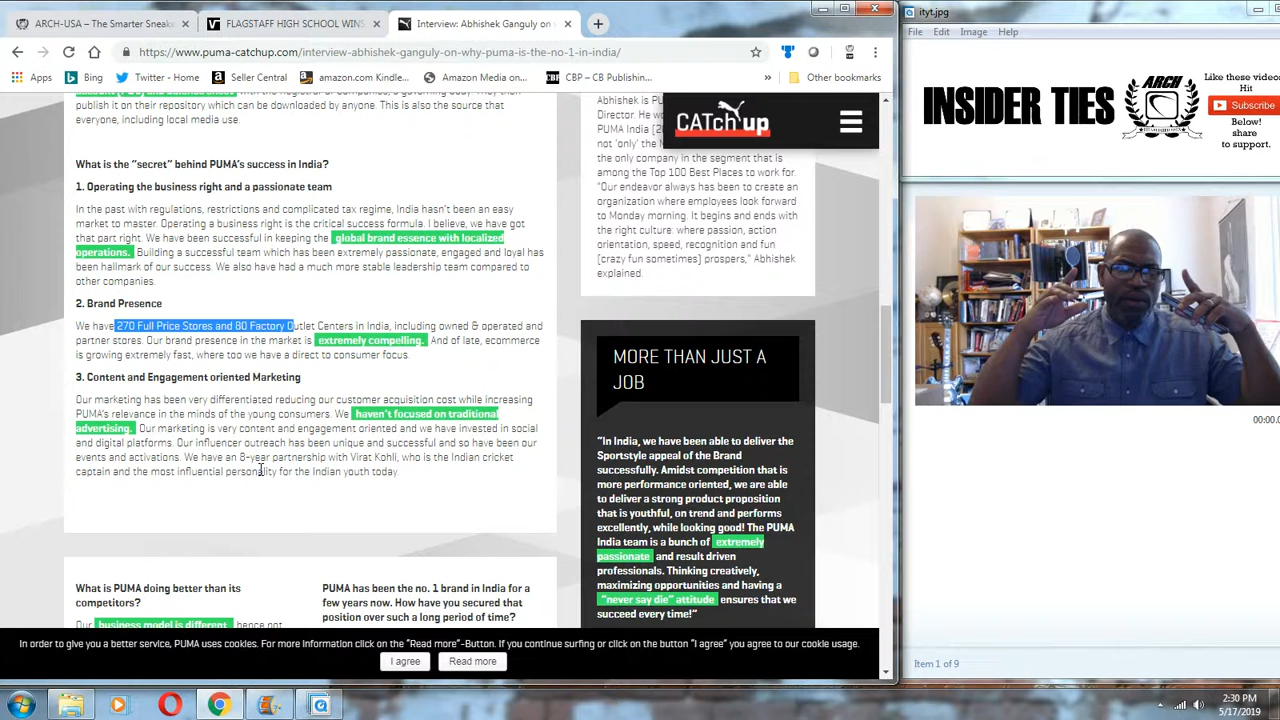 ARCH-USA – The Smarter Sneake
FLAGSTAFF HIGH SCHOOL WINS
Interview: Abhishek Ganguly on
https://www.puma-catchup.com/interview-abhishek-ganguly-on-why-puma-is-the-no-1-in-india/
Apps
Bing
Twitter - Home
Seller Central
amazon.com Kindle...
Amazon Media on...
CBP – CB Publishin...
»
Other bookmarks
publish it on their repository which can be downloaded by anyone. This is also the source that
everyone, including local media use.
What is the "secret" behind PUMA's success in India?
1. Operating the business right and a passionate team
In the past with regulations, restrictions and complicated tax regime, India hasn't been an easy
market to master. Operating a business right is the critical success formula. I believe, we have got
that part right. We have been successful in keeping the global brand essence with localized
operations. Building a successful team which has been extremely passionate, engaged and loyal has
been hallmark of our success. We also have had a much more stable leadership team compared to
other companies.
2. Brand Presence
We have 270 Full Price Stores and 80 Factory Outlet Centers in India, including owned & operated and
partner stores. Our brand presence in the market is extremely compelling. And of late, ecommerce
is growing extremely fast, where too we have a direct to consumer focus.
3. Content and Engagement oriented Marketing
Our marketing has been very differentiated reducing our customer acquisition cost while increasing
PUMA's relevance in the minds of the young consumers. We haven't focused on traditional
advertising. Our marketing is very content and engagement oriented and we have invested in social
and digital platforms. Our influencer outreach has been unique and successful and so have been our
events and activations. We have an 8-year partnership with Virat Kohli, who is the Indian cricket
captain and the most influential personality for the Indian youth today.
What is PUMA doing better than its
competitors?
Our business model is different, hence not
PUMA has been the no. 1 brand in India for a
few years now. How have you secured that
position over such a long period of time?
CATch up
Abhishek is PU
Director. He wo
PUMA India [20
not 'only' the M
the only company in the segment that is
among the Top 100 Best Places to work for.
"Our endeavor always has been to create an
organization where employees look forward
to Monday morning. It begins and ends with
the right culture: where passion, action
orientation, speed, recognition and fun
[crazy fun sometimes] prospers," Abhishek
explained.
MORE THAN JUST A
JOB
"In India, we have been able to deliver the
Sportstyle appeal of the Brand
successfully. Amidst competition that is
more performance oriented, we are able
to deliver a strong product proposition
that is youthful, on trend and performs
excellently, while looking good! The PUMA
India team is a bunch of extremely
passionate and result driven
professionals. Thinking creatively,
maximizing opportunities and having a
"never say die" attitude ensures that we
succeed every time!"
In order to give you a better service, PUMA uses cookies. For more Information click on the "Read more"-Button. If you continue surfing or click on the button "I agree" you agree to our cookie usage.
I agree
Read more
ityt.jpg
File Edit Image Help
INSIDER TIES
ARCH
Like these videos
hit the
Subscribe
Below!
share
to support.
00:00.0
Item 1 of 9
2:30 PM
5/17/2019